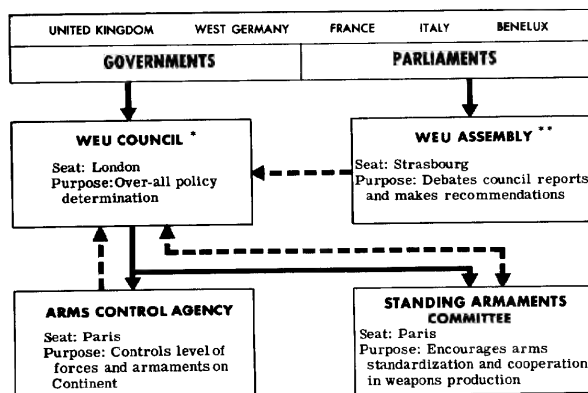 UNITED KINGDOM WEST GERMANY FRANCE ITALY BENELUX
GOVERNMENTS
PARLIAMENTS
WEU COUNCIL *
Seat: London
Purpose: Over-all policy
determination
WEU ASSEMBLY **
Seat: Strasbourg
Purpose: Debates council reports
and makes recommendations
ARMS CONTROL AGENCY
Seat: Paris
Purpose: Controls level of
forces and armaments on
Continent
STANDING ARMAMENTS
COMMITTEE
Seat: Paris
Purpose: Encourages arms
standardization and cooperation
in weapons production